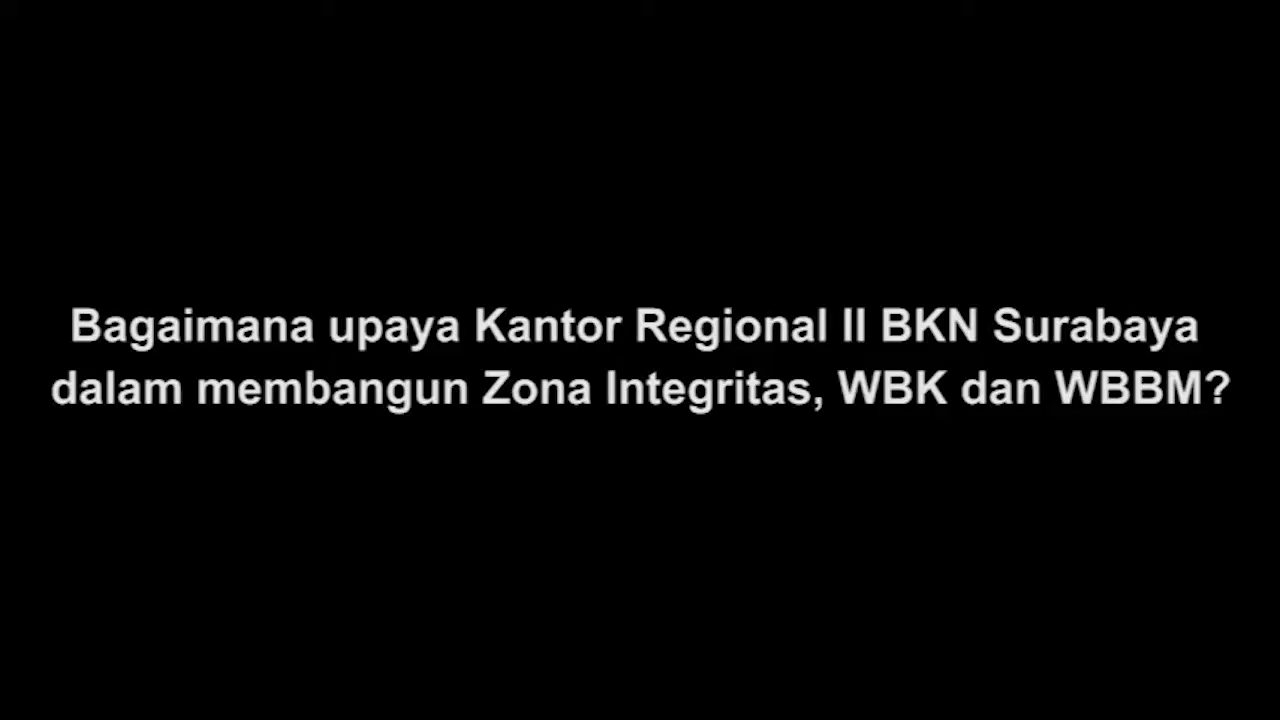 Bagaimana upaya Kantor Regional II BKN Surabaya
dalam membangun Zona Integritas, WBK dan WBBM?